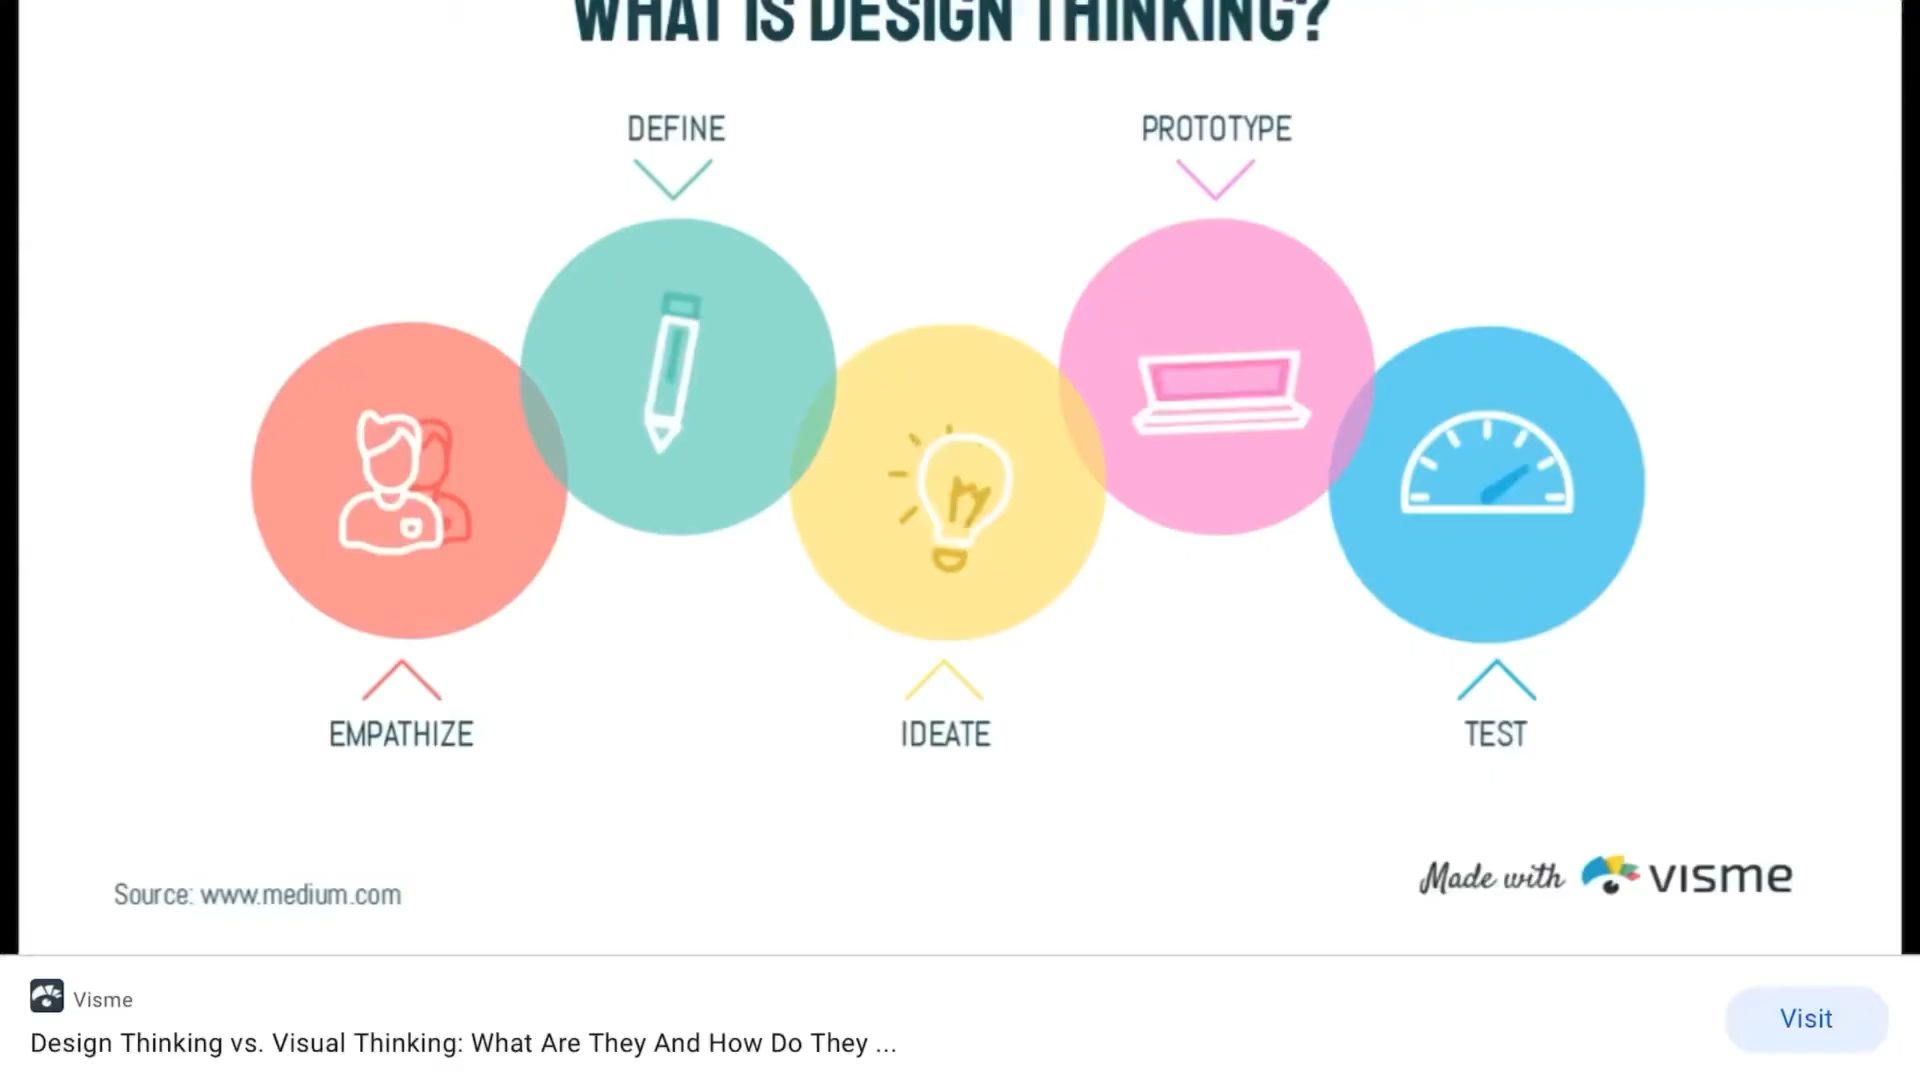 WHAT IS DESIGN THINKING?
DEFINE
PROTOTYPE
EMPATHIZE
IDEATE
TEST
Source: www.medium.com
Made with visme
Visme
Design Thinking vs. Visual Thinking: What Are They And How Do They ...
Visit